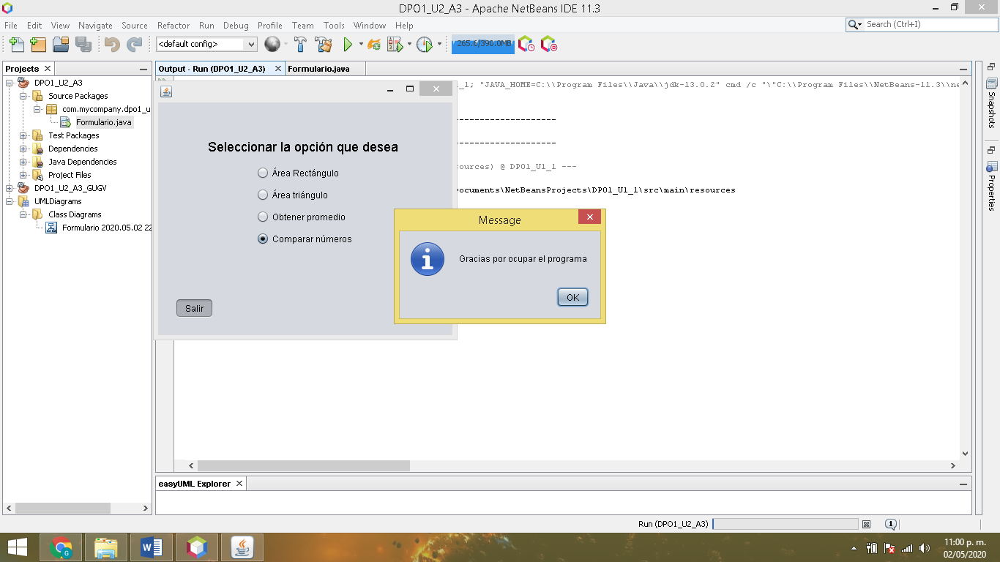 DPO1_U2_A3 - Apache NetBeans IDE 11.3
File Edit View Navigate Source Refactor Run Debug Profile Team Tools Window Help
Search (Ctrl+I)
<default config>
265.6/390.0MB
Projects
Output - Run (DPO1_U2_A3)
Formulario.java
DPO1_U2_A3
Source Packages
com.mycompany.dpo1_u
Formulario.java
Test Packages
Dependencies
Java Dependencies
Project Files
DPO1_U2_A3_GUGV
UMLDiagrams
Class Diagrams
Formulario 2020.05.02 22
_1; "JAVA_HOME=C:\\Program Files\\Java\\jdk-13.0.2" cmd /c "\"C:\\Program Files\\NetBeans-11.3\\ne
--------------------
--------------------
sources) @ DPO1_U1_1 ---
Documents\NetBeansProjects\DPO1_U1_1\src\main\resources
Seleccionar la opción que desea
Área Rectángulo
Área triángulo
Obtener promedio
Comparar números
Salir
Message
Gracias por ocupar el programa
OK
Snapshots
Properties
easyUML Explorer
Run (DPO1_U2_A3)
1
11:00 p. m.
02/05/2020